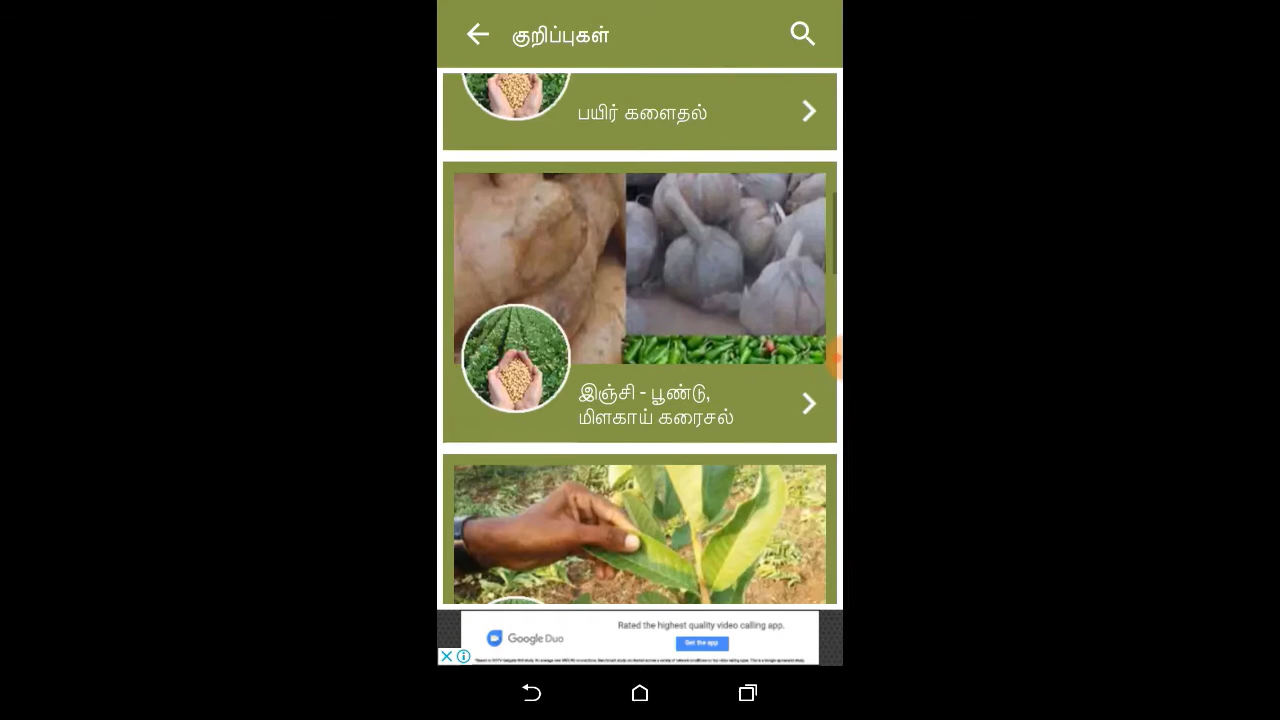 குறிப்புகள்
பயிர் களைதல்
இஞ்சி - பூண்டு,
மிளகாய் கரைசல்
Rated the highest quality video calling app.
Google Duo
Get the app